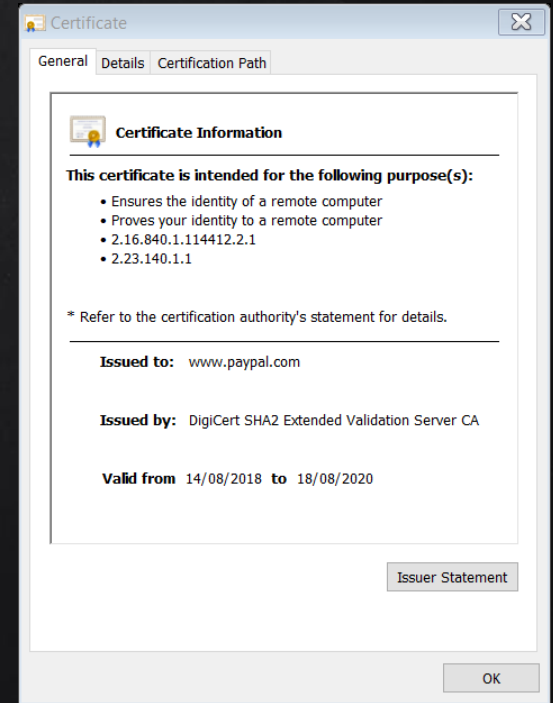 Certificate
General Details Certification Path
Certificate Information
This certificate is intended for the following purpose(s):
• Ensures the identity of a remote computer
• Proves your identity to a remote computer
• 2.16.840.1.114412.2.1
• 2.23.140.1.1
* Refer to the certification authority's statement for details.
Issued to: www.paypal.com
Issued by: DigiCert SHA2 Extended Validation Server CA
Valid from 14/08/2018 to 18/08/2020
Issuer Statement
OK